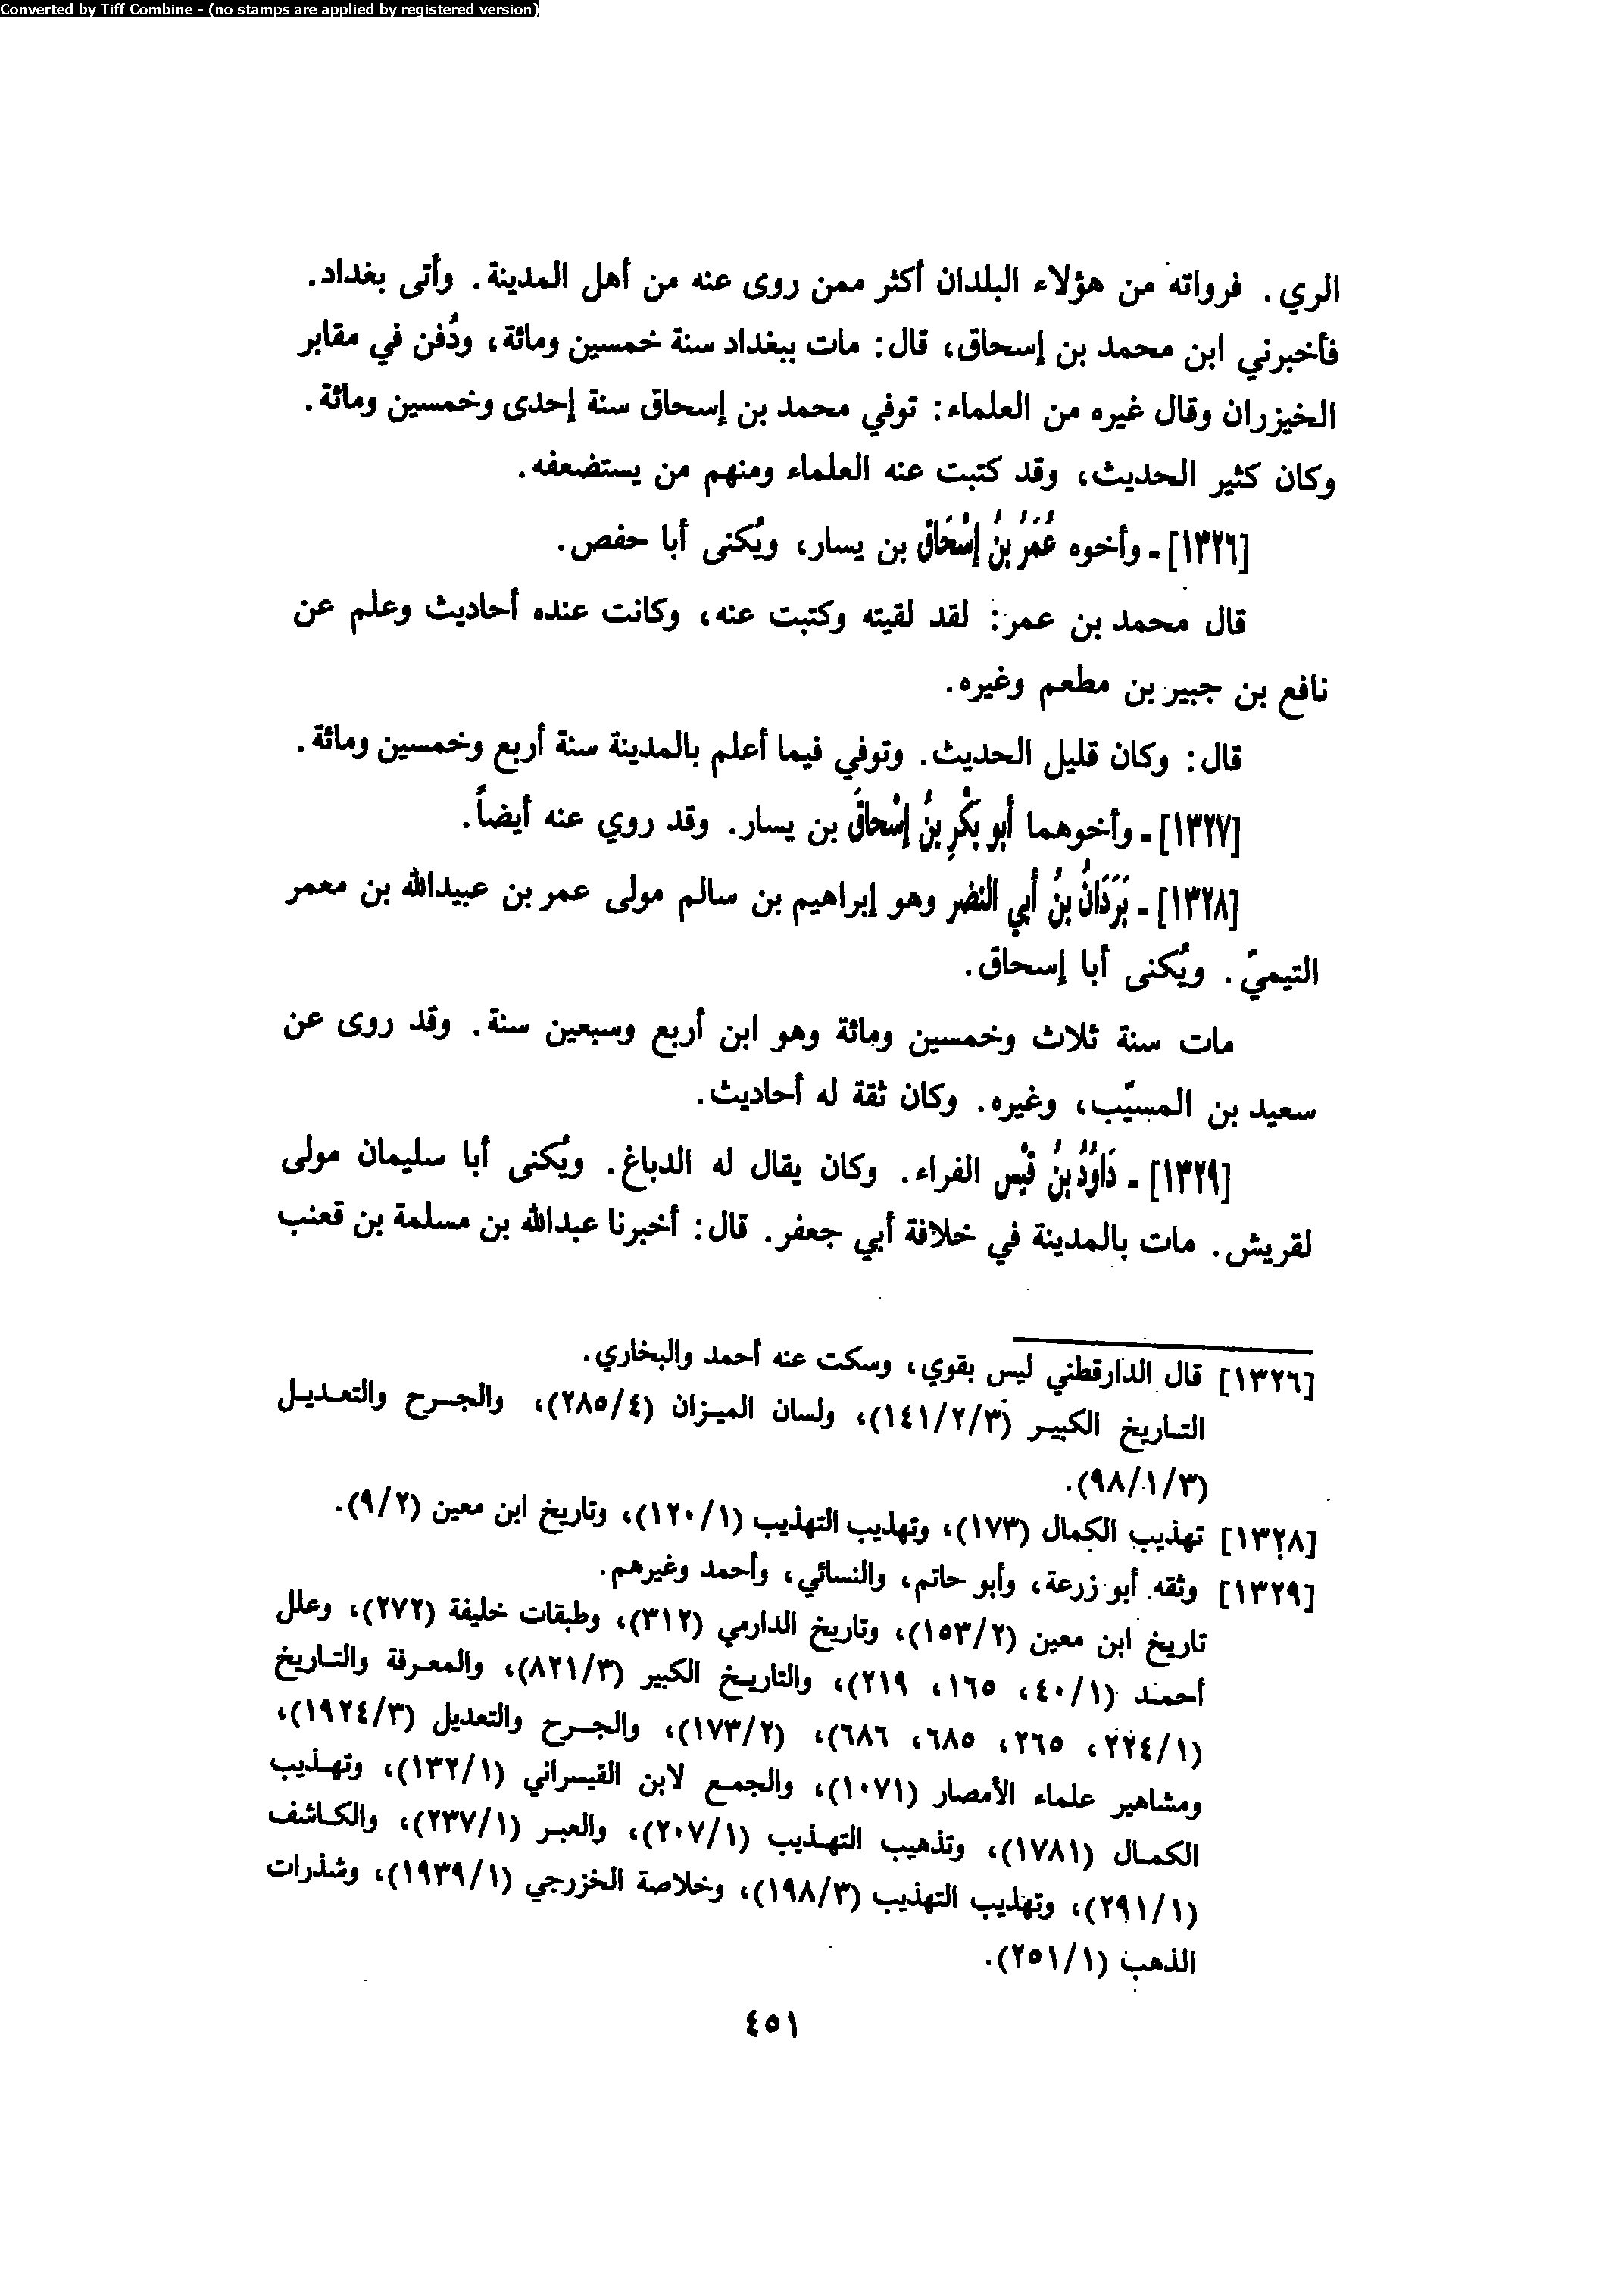 Converted by Tiff Combine - (no stamps are applied by registered version)
الري. فرواته من هؤلاء البلدان أكثر ممن روى عنه من أهل المدينة. وأتى بغداد.
فأخبرني ابن محمد بن إسحاق، قال: مات ببغداد سنة خمسين ومائة، ودُفن في مقابر
الخيزران وقال غيره من العلماء: توفي محمد بن إسحاق سنة إحدى وخمسين ومائة.
وكان كثير الحديث، وقد كتبت عنه العلماء ومنهم من يستضعفه.
[١٣٢٦] - وأخوه عُمَرُ بنُ إسْحَاقَ بن يسار، ويُكنى أبا حفص.
قال محمد بن عمر: لقد لقيته وكتبت عنه، وكانت عنده أحاديث وعلم عن
نافع بن جبير بن مطعم وغيره.
قال: وكان قليل الحديث. وتوفي فيما أعلم بالمدينة سنة أربع وخمسين ومائة.
[١٣٢٧] - وأخوهما أبو بَكْرِ بنُ إسْحاقَ بن يسار. وقد روي عنه أيضاً.
[١٣٢٨] - بَرَدَانُ بنُ أبي النضر وهو إبراهيم بن سالم مولى عمر بن عبيدالله بن معمر
التيميّ. ويُكنى أبا إسحاق.
مات سنة ثلاث وخمسين ومائة وهو ابن أربع وسبعين سنة. وقد روى عن
سعيد بن المسيّب، وغيره. وكان ثقة له أحاديث.
[١٣٢٩] - دَاوُدُ بنُ قيْس الفراء. وكان يقال له الدباغ. ويُكنى أبا سليمان مولى
لقريش. مات بالمدينة في خلافة أبي جعفر. قال: أخبرنا عبدالله بن مسلمة بن قعنب
[١٣٢٦] قال الدارقطني ليس بقوي، وسكت عنه أحمد والبخاري.
التاريخ الكبير (١٤١/٢/٣)، ولسان الميزان (٢٨٥/٤)، والجرح والتعديل
(٩٨/١/٣).
[١٣٢٨] تهذيب الكمال (١٧٣)، وتهذيب التهذيب (١٢٠/١)، وتاريخ ابن معين (٩/٢).
[١٣٢٩] وثقه أبو زرعة، وأبو حاتم، والنسائي، وأحمد وغيرهم.
تاريخ ابن معين (١٥٣/٢)، وتاريخ الدارمي (٣١٢)، وطبقات خليفة (٢٧٢)، وعلل
أحمد (٤٠/١، ١٦٥، ٢١٩)، والتاريخ الكبير (٨٢١/٣)، والمعرفة والتاريخ
(٢٢٤/١، ٢٦٥، ٦٨٥، ٦٨٦)، (١٧٣/٢)، والجرح والتعديل (١٩٢٤/٣)،
ومشاهير علماء الأمصار (١٠٧١)، والجمع لابن القيسراني (١٣٢/١)، وتهذيب
الكمال (١٧٨١)، وتذهيب التهذيب (٢٠٧/١)، والعبر (٢٣٧/١)، والكاشف
(٢٩١/١)، وتهذيب التهذيب (١٩٨/٣)، وخلاصة الخزرجي (١٩٣٩/١)، وشذرات
الذهب (٢٥١/١).
٤٥١